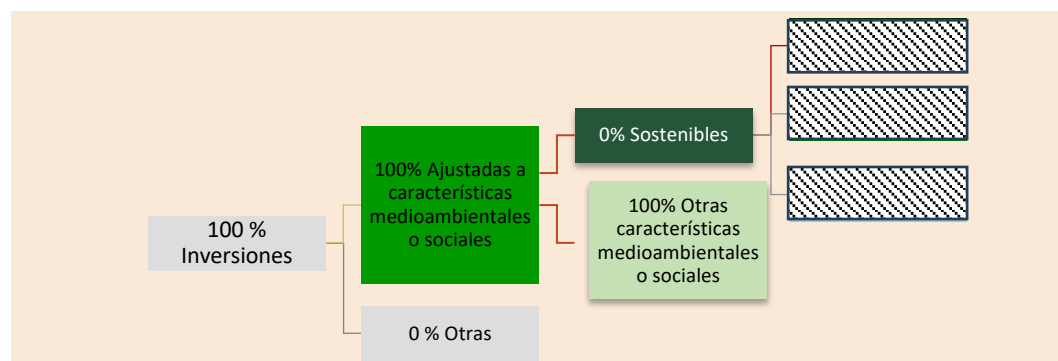 100 %
Inversiones
100% Ajustadas a
características
medioambientales
o sociales
0 % Otras
0% Sostenibles
100% Otras
características
medioambientales
o sociales